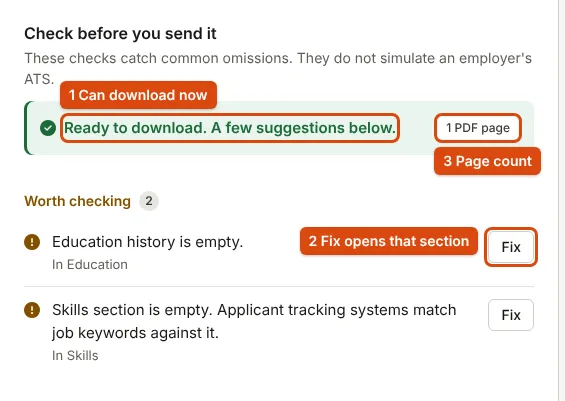 Check before you send it
These checks catch common omissions. They do not simulate an employer's
ATS.
1 Can download now
Ready to download. A few suggestions below.
1 PDF page
3 Page count
Worth checking 2
2 Fix opens that section
Education history is empty.
Fix
In Education
Skills section is empty. Applicant tracking systems match
job keywords against it.
Fix
In Skills